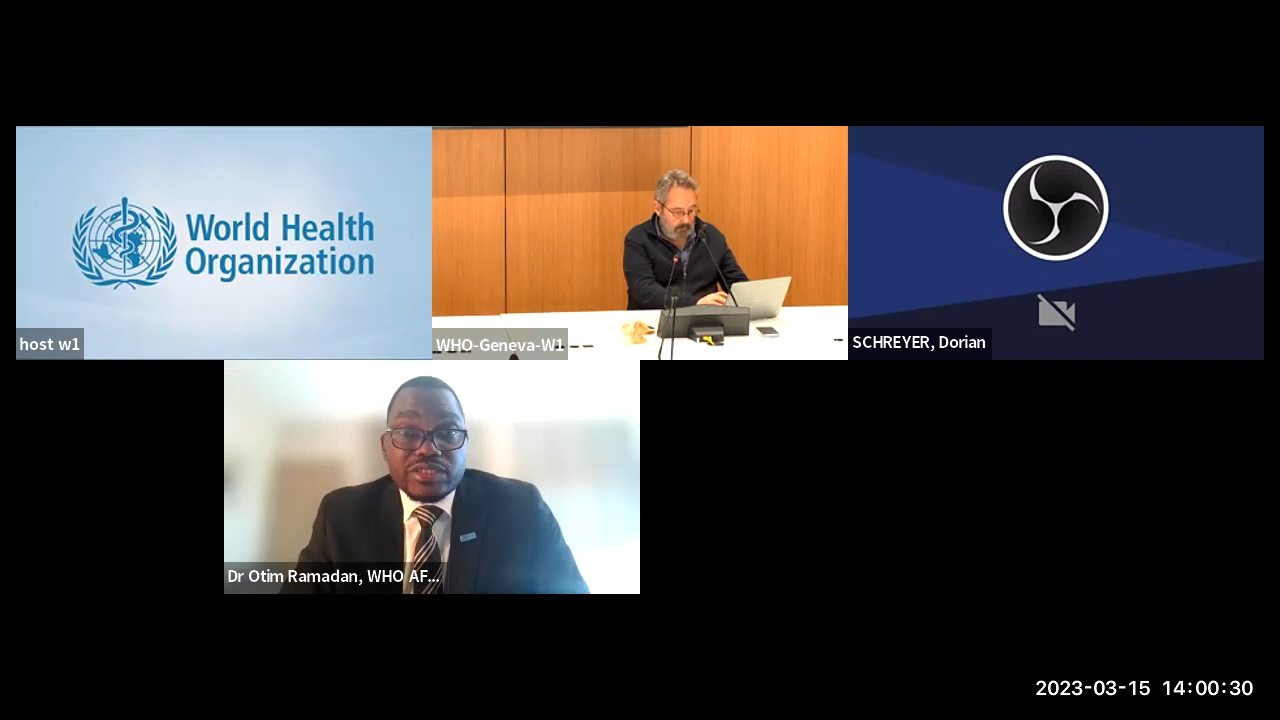 World Health
Organization
host w1
WHO-Geneva-W1
SCHREYER, Dorian
Dr Otim Ramadan, WHO AF...
2023-03-15 14:00:30